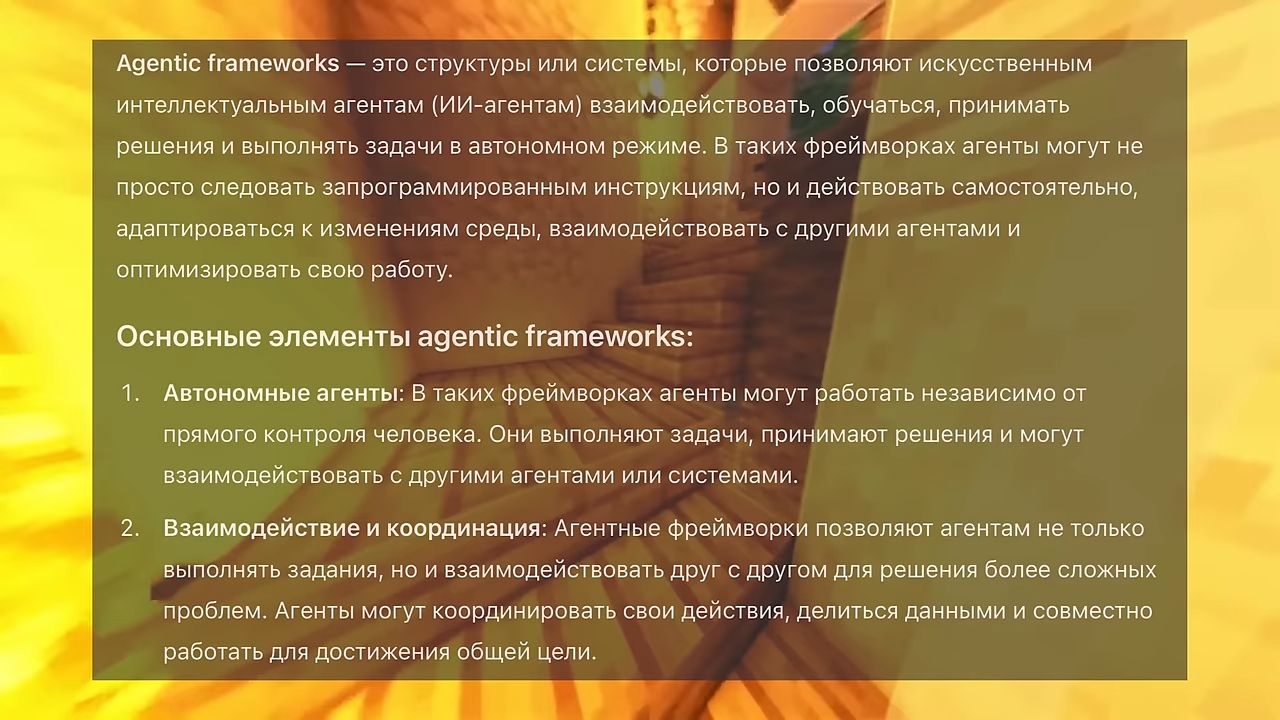 Agentic frameworks — это структуры или системы, которые позволяют искусственным
интеллектуальным агентам (ИИ-агентам) взаимодействовать, обучаться, принимать
решения и выполнять задачи в автономном режиме. В таких фреймворках агенты могут не
просто следовать запрограммированным инструкциям, но и действовать самостоятельно,
адаптироваться к изменениям среды, взаимодействовать с другими агентами и
оптимизировать свою работу.
Основные элементы agentic frameworks:
1. Автономные агенты: В таких фреймворках агенты могут работать независимо от
прямого контроля человека. Они выполняют задачи, принимают решения и могут
взаимодействовать с другими агентами или системами.
2. Взаимодействие и координация: Агентные фреймворки позволяют агентам не только
выполнять задания, но и взаимодействовать друг с другом для решения более сложных
проблем. Агенты могут координировать свои действия, делиться данными и совместно
работать для достижения общей цели.